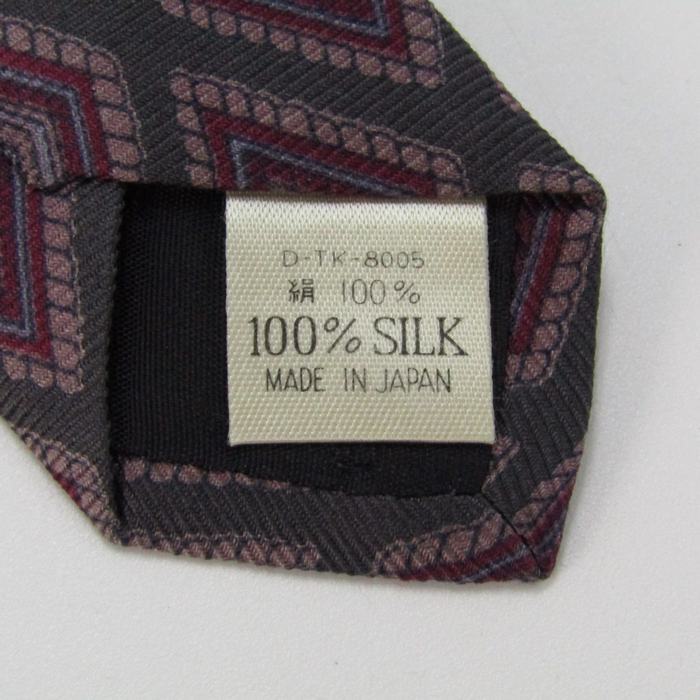 D-TK-8005
絹 100%
100% SILK
MADE IN JAPAN